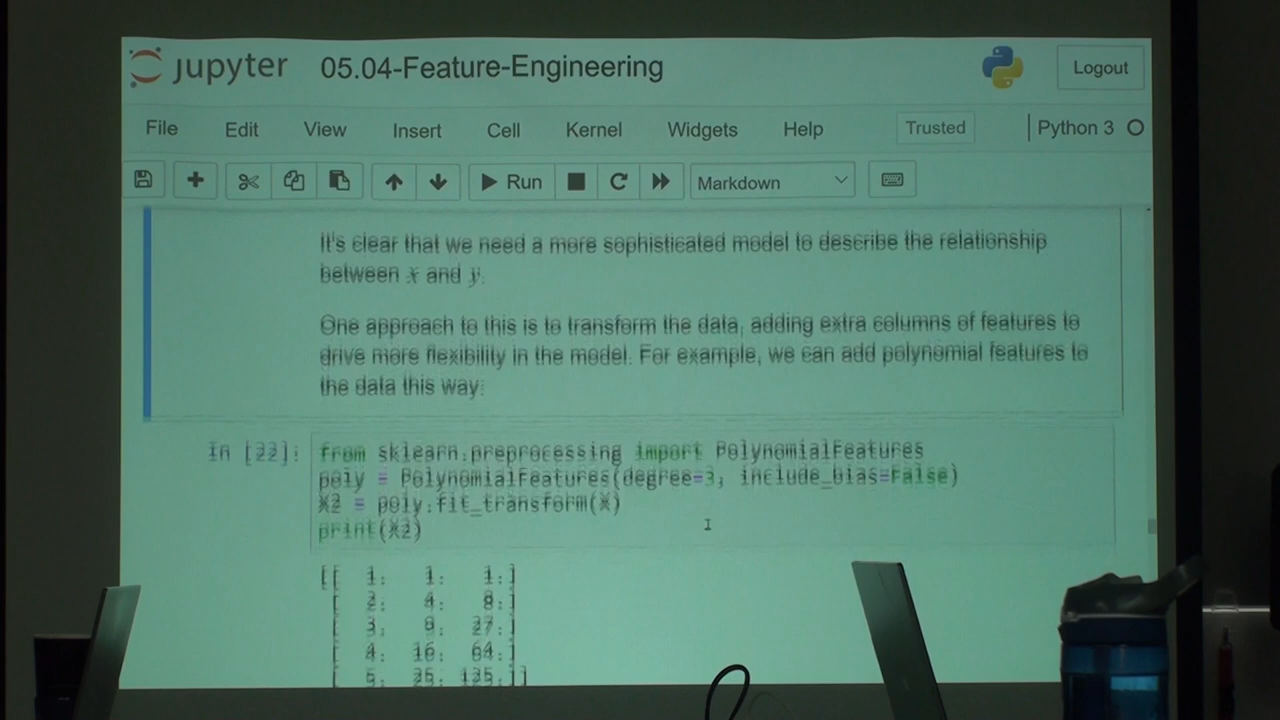 jupyter 05.04-Feature-Engineering Logout
File Edit View Insert Cell Kernel Widgets Help Trusted Python 3
Run Markdown
It's clear that we need a more sophisticated model to describe the relationship
between x and y.
One approach to this is to transform the data, adding extra columns of features to
drive more flexibility in the model. For example, we can add polynomial features to
the data this way:
In [22]: from sklearn.preprocessing import PolynomialFeatures
poly = PolynomialFeatures(degree=3, include_bias=False)
X2 = poly.fit_transform(X)
print(X2)
[[ 1. 1. 1.]
[ 2. 4. 8.]
[ 3. 9. 27.]
[ 4. 16. 64.]
[ 5. 25. 125.]]